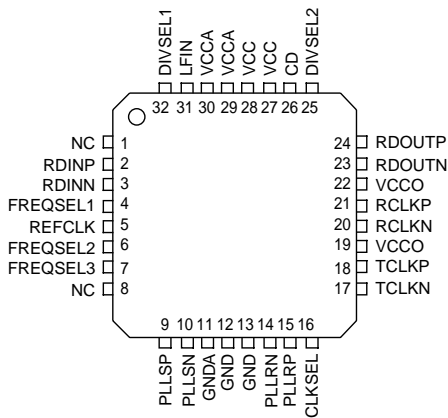 DIVSEL1
LFIN
VCCA
VCCA
VCC
VCC
CD
DIVSEL2
32 31 30 29 28 27 26 25
NC 1
RDINP 2
RDINN 3
FREQSEL1 4
REFCLK 5
FREQSEL2 6
FREQSEL3 7
NC 8
24 RDOUTP
23 RDOUTN
22 VCCO
21 RCLKP
20 RCLKN
19 VCCO
18 TCLKP
17 TCLKN
9 10 11 12 13 14 15 16
PLLSP
PLLSN
GNDA
GND
GND
PLLRN
PLLRP
CLKSEL